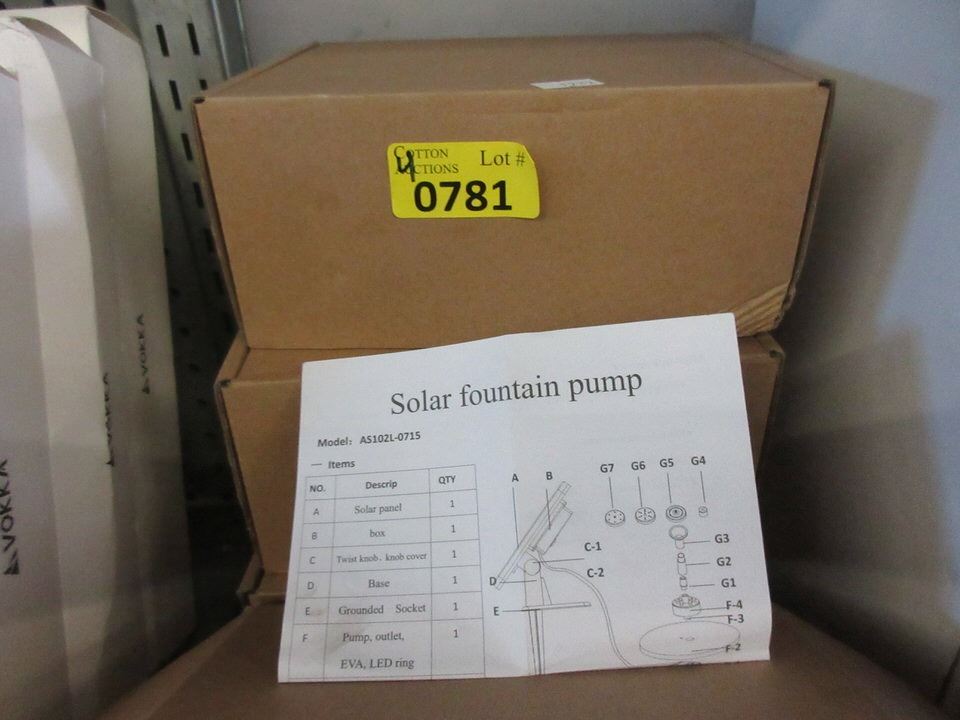 COTTON
AUCTIONS
Lot #
4
0781
Solar fountain pump
Model: AS102L-0715
— Items
NO. Descrip QTY
A Solar panel 1
B box 1
C Twist knob、knob cover 1
D Base 1
E Grounded Socket 1
F Pump, outlet, 1
EVA, LED ring
A B G7 G6 G5 G4
G3
C-1
G2
C-2
D
G1
E
F-4
F-3
F-2
VOKKA
VOKKA
VOKKA